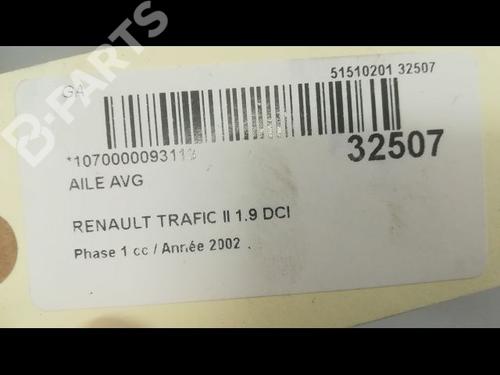 GA
51510201 32507
*1070000093113
32507
AILE AVG
RENAULT TRAFIC II 1.9 DCI
Phase 1 cc / Année 2002 .
B-PARTS